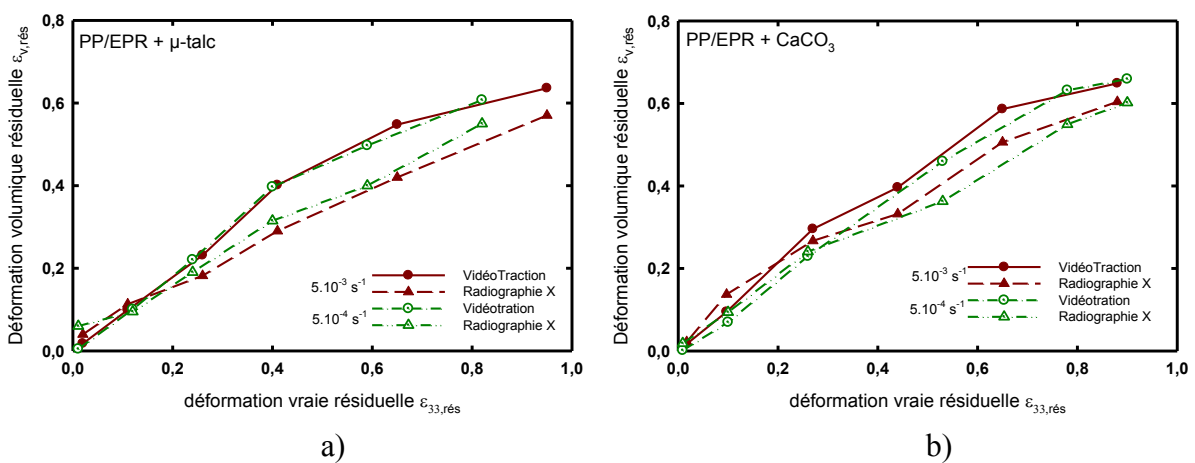 PP/EPR + µ-talc
Déformation volumique résiduelle εv,rés
0,8
0,6
0,4
0,2
0,0
0,0 0,2 0,4 0,6 0,8 1,0
déformation vraie résiduelle ε33,rés
5.10-3 s-1
VidéoTraction
Radiographie X
5.10-4 s-1
Vidéotration
Radiographie X
a)
PP/EPR + CaCO3
Déformation volumique résiduelle εv,rés
0,8
0,6
0,4
0,2
0,0
0,0 0,2 0,4 0,6 0,8 1,0
déformation vraie résiduelle ε33,rés
5.10-3 s-1
VidéoTraction
Radiographie X
5.10-4 s-1
Vidéotration
Radiographie X
b)